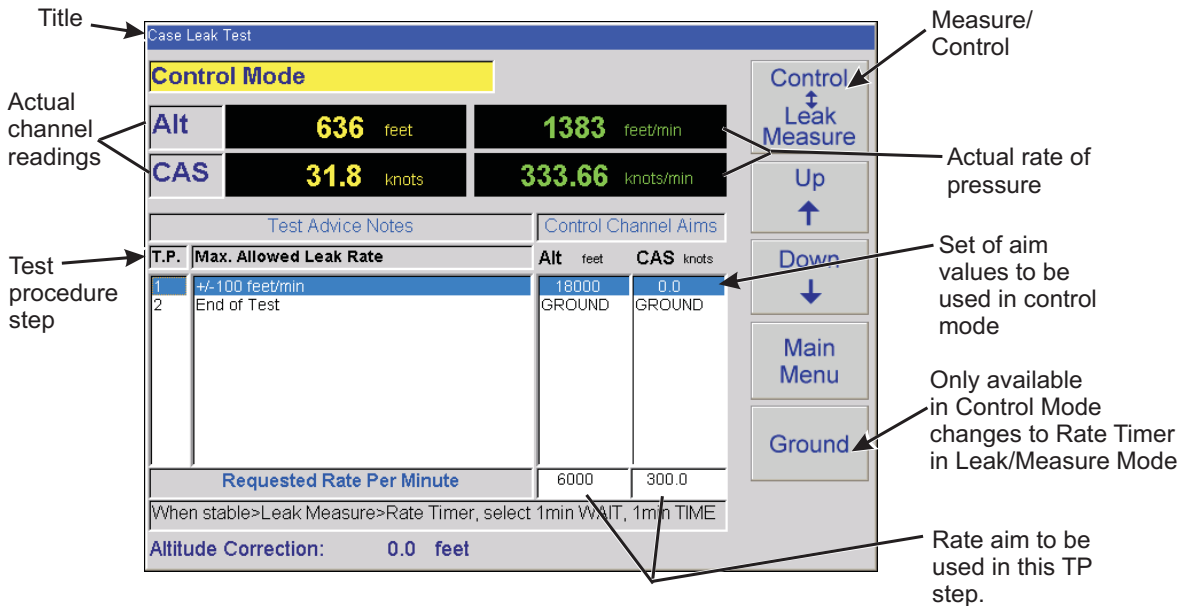 Title
Case Leak Test
Measure/
Control
Control Mode
Control
Leak
Measure
Actual
channel
readings
Alt 636 feet 1383 feet/min
CAS 31.8 knots 333.66 knots/min
Actual rate of
pressure
Up
Test Advice Notes Control Channel Aims
T.P. Max. Allowed Leak Rate Alt feet CAS knots
Down
Test
procedure
step
1 +/-100 feet/min 18000 0.0
2 End of Test GROUND GROUND
Set of aim
values to be
used in control
mode
Main
Menu
Only available
in Control Mode
changes to Rate Timer
in Leak/Measure Mode
Ground
Requested Rate Per Minute 6000 300.0
When stable>Leak Measure>Rate Timer, select 1min WAIT, 1min TIME
Altitude Correction: 0.0 feet
Rate aim to be
used in this TP
step.